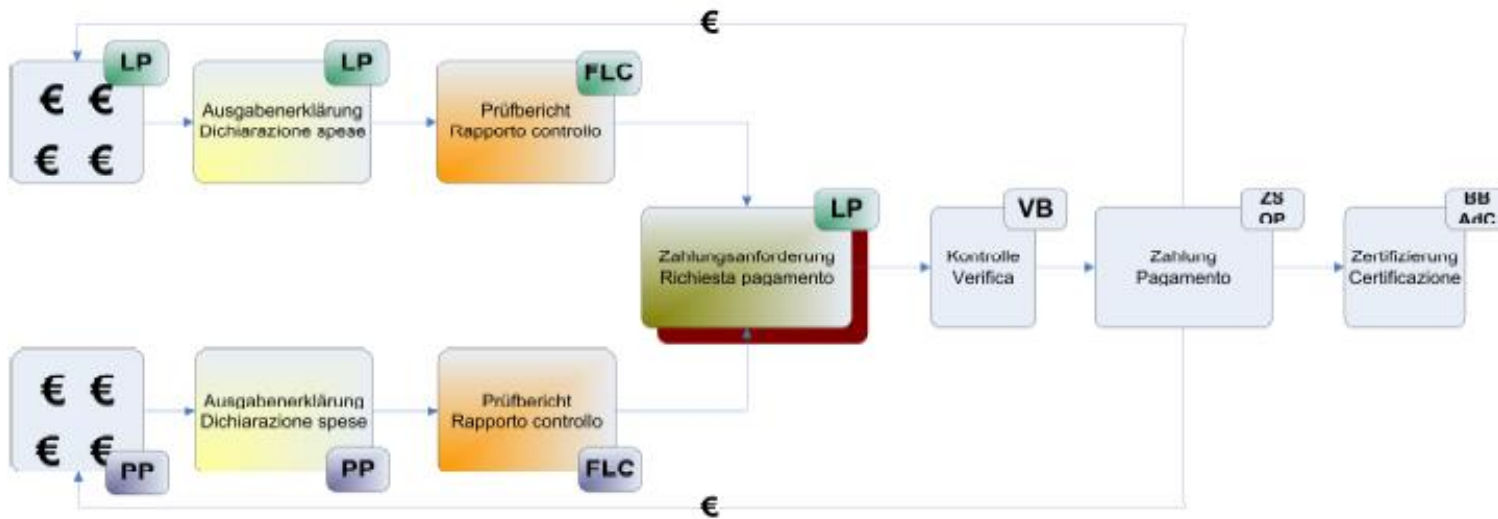 €
LP
€ €
€ €
LP
Ausgabenerklärung
Dichiarazione spese
FLC
Prüfbericht
Rapporto controllo
LP
Zahlungsanforderung
Richiesta pagamento
VB
Kontrolle
Verifica
ZS
OP
Zahlung
Pagamento
BB
AdC
Zertifizierung
Certificazione
€ €
€ €
PP
Ausgabenerklärung
Dichiarazione spese
PP
Prüfbericht
Rapporto controllo
FLC
€